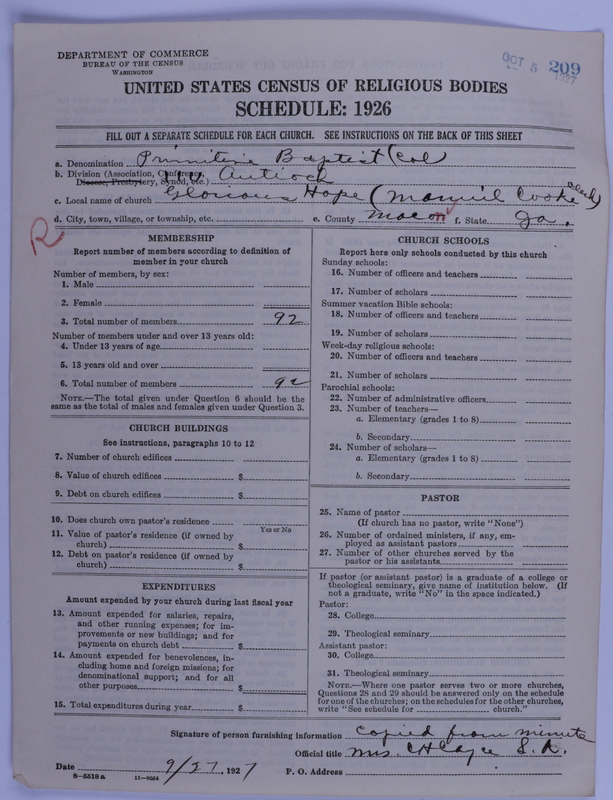 DEPARTMENT OF COMMERCE
BUREAU OF THE CENSUS
WASHINGTON
OCT 5 1927
209
UNITED STATES CENSUS OF RELIGIOUS BODIES
SCHEDULE: 1926
FILL OUT A SEPARATE SCHEDULE FOR EACH CHURCH. SEE INSTRUCTIONS ON THE BACK OF THIS SHEET
a. Denomination Primitive Baptist (Col
b. Division (Association, Conference, Diocese, Presbytery, Synod, etc.) Antioch
c. Local name of church Glorious Hope (
d. City, town, village, or township, etc. e. County Macon f. State Ga.
R
MEMBERSHIP
Report number of members according to definition of
member in your church
Number of members, by sex:
1. Male
2. Female
3. Total number of members 92
Number of members under and over 13 years old:
4. Under 13 years of age
5. 13 years old and over
6. Total number of members 92
NOTE.—The total given under Question 6 should be the
same as the total of males and females given under Question 3.
CHURCH BUILDINGS
See instructions, paragraphs 10 to 12
7. Number of church edifices
8. Value of church edifices $
9. Debt on church edifices $
10. Does church own pastor's residence
Yes or No
11. Value of pastor's residence (if owned by
church) $
12. Debt on pastor's residence (if owned by
church) $
EXPENDITURES
Amount expended by your church during last fiscal year
13. Amount expended for salaries, repairs,
and other running expenses; for im-
provements or new buildings; and for
payments on church debt $
14. Amount expended for benevolences, in-
cluding home and foreign missions; for
denominational support; and for all
other purposes $
15. Total expenditures during year $
CHURCH SCHOOLS
Report here only schools conducted by this church
Sunday schools:
16. Number of officers and teachers
17. Number of scholars
Summer vacation Bible schools:
18. Number of officers and teachers
19. Number of scholars
Week-day religious schools:
20. Number of officers and teachers
21. Number of scholars
Parochial schools:
22. Number of administrative officers
23. Number of teachers—
a. Elementary (grades 1 to 8)
b. Secondary
24. Number of scholars—
a. Elementary (grades 1 to 8)
b. Secondary
PASTOR
25. Name of pastor
(If church has no pastor, write "None")
26. Number of ordained ministers, if any, em-
ployed as assistant pastors
27. Number of other churches served by the
pastor or his assistants
If pastor (or assistant pastor) is a graduate of a college or
theological seminary, give name of institution below. (If
not a graduate, write "No" in the space indicated.)
Pastor:
28. College
29. Theological seminary
Assistant pastor:
30. College
31. Theological seminary
NOTE.—Where one pastor serves two or more churches,
Questions 28 and 29 should be answered only on the schedule
for one of the churches; on the schedules for the other churches,
write "See schedule for church."
Signature of person furnishing information copied from minute
Official title Mrs. C H Cayce S. A.
Date 9/27, 1927 P. O. Address
8—5518a 11—9054